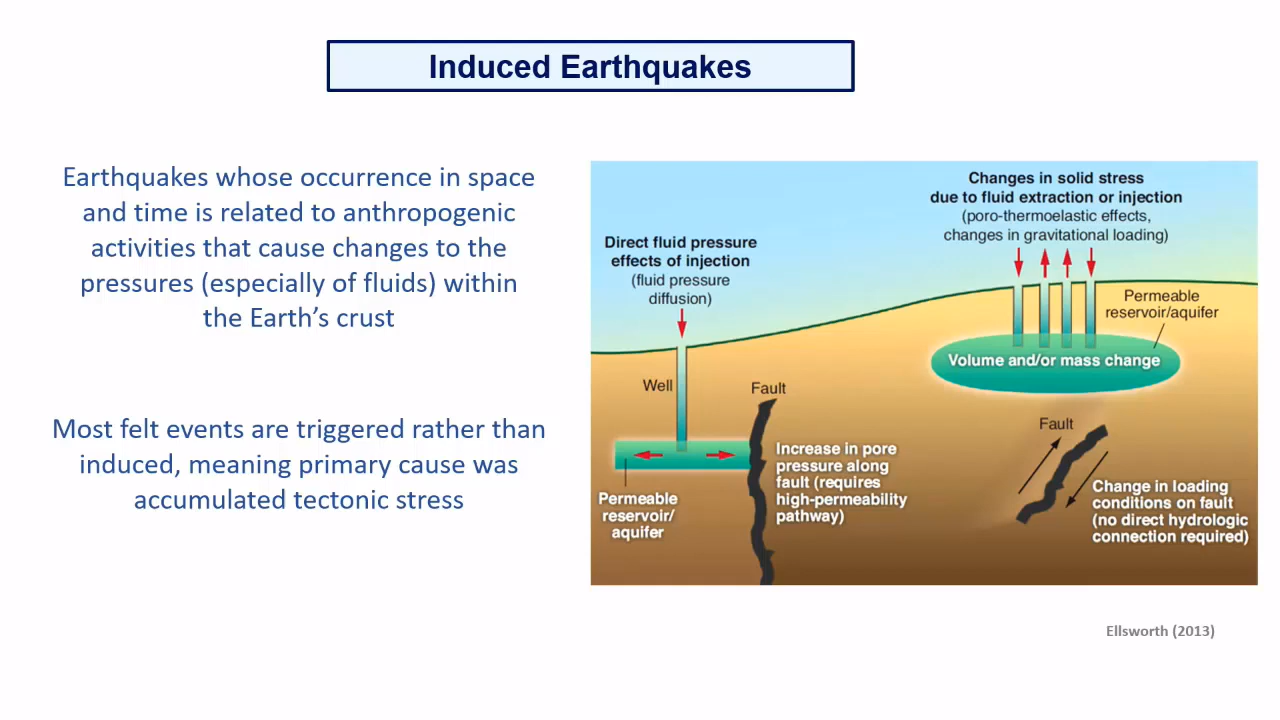 Induced Earthquakes
Earthquakes whose occurrence in space
and time is related to anthropogenic
activities that cause changes to the
pressures (especially of fluids) within
the Earth’s crust
Most felt events are triggered rather than
induced, meaning primary cause was
accumulated tectonic stress
Direct fluid pressure
effects of injection
(fluid pressure
diffusion)
Well
Fault
Permeable
reservoir/
aquifer
Increase in pore
pressure along
fault (requires
high-permeability
pathway)
Changes in solid stress
due to fluid extraction or injection
(poro-thermoelastic effects,
changes in gravitational loading)
Permeable
reservoir/aquifer
Volume and/or mass change
Fault
Change in loading
conditions on fault
(no direct hydrologic
connection required)
Ellsworth (2013)